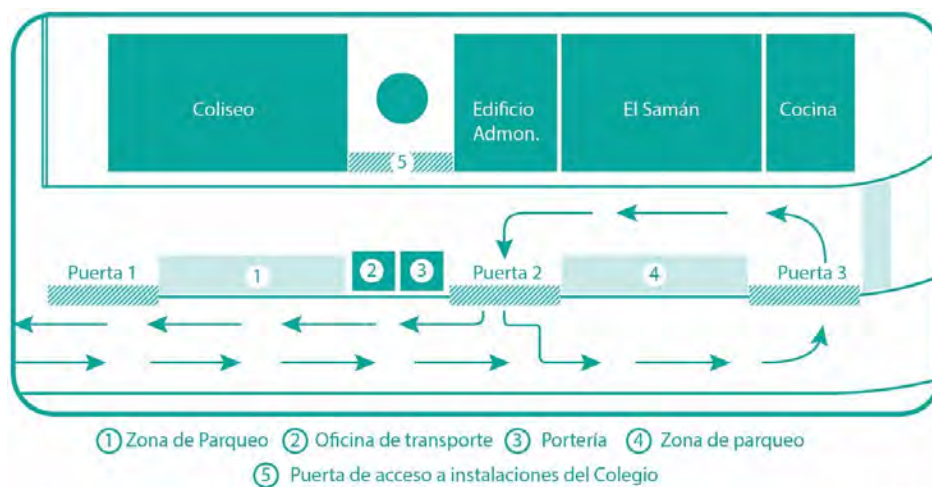 Coliseo
Edificio
Admon.
El Samán
Cocina
5
Puerta 1
1
2
3
Puerta 2
4
Puerta 3
1 Zona de Parqueo 2 Oficina de transporte 3 Portería 4 Zona de parqueo
5 Puerta de acceso a instalaciones del Colegio